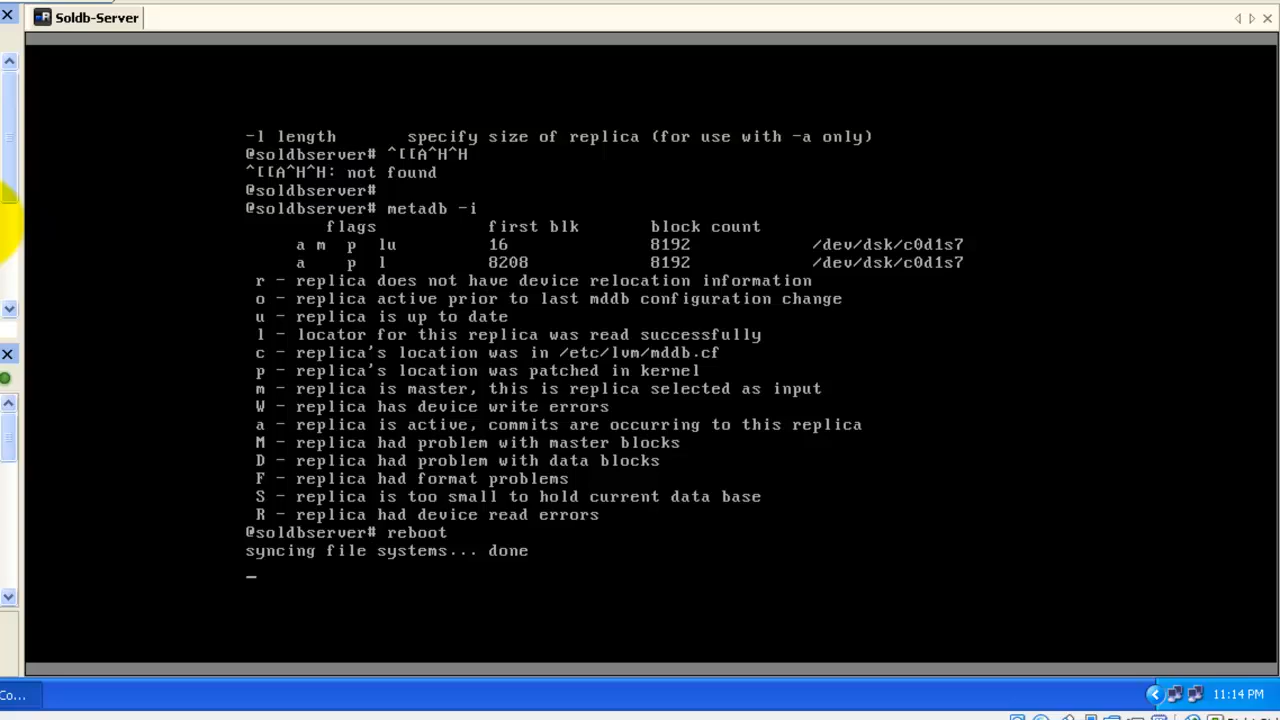 Soldb-Server
-l length specify size of replica (for use with -a only)
@soldbserver# ^[[A^H^H
^[[A^H^H: not found
@soldbserver#
@soldbserver# metadb -i
flags first blk block count
a m p lu 16 8192 /dev/dsk/c0d1s7
a p l 8208 8192 /dev/dsk/c0d1s7
r - replica does not have device relocation information
o - replica active prior to last mddb configuration change
u - replica is up to date
l - locator for this replica was read successfully
c - replica's location was in /etc/lvm/mddb.cf
p - replica's location was patched in kernel
m - replica is master, this is replica selected as input
W - replica has device write errors
a - replica is active, commits are occurring to this replica
M - replica had problem with master blocks
D - replica had problem with data blocks
F - replica had format problems
S - replica is too small to hold current data base
R - replica had device read errors
@soldbserver# reboot
syncing file systems... done
Co...
11:14 PM